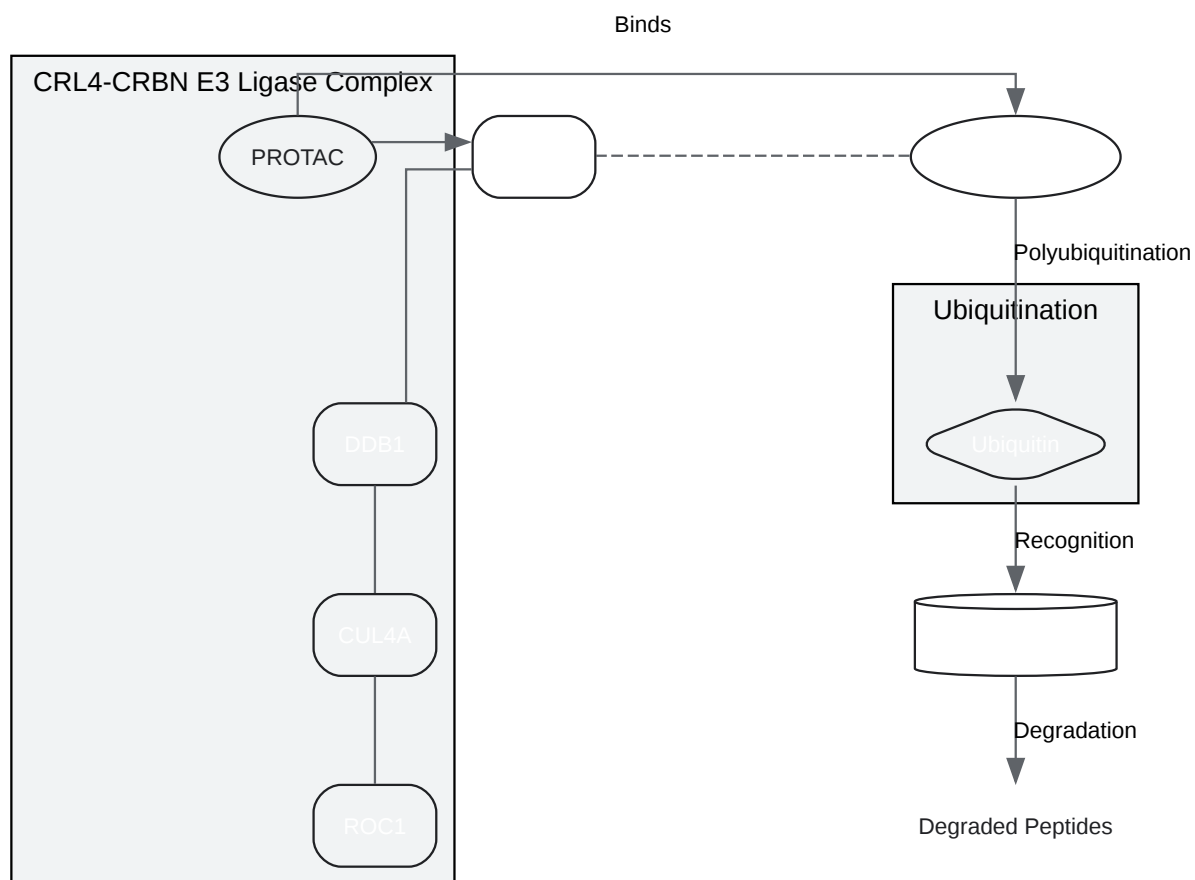 Binds
CRL4-CRBN E3 Ligase Complex
PROTAC
Polyubiquitination
Ubiquitination
DDB1
Ubiquitin
Recognition
CUL4A
Degradation
ROC1
Degraded Peptides